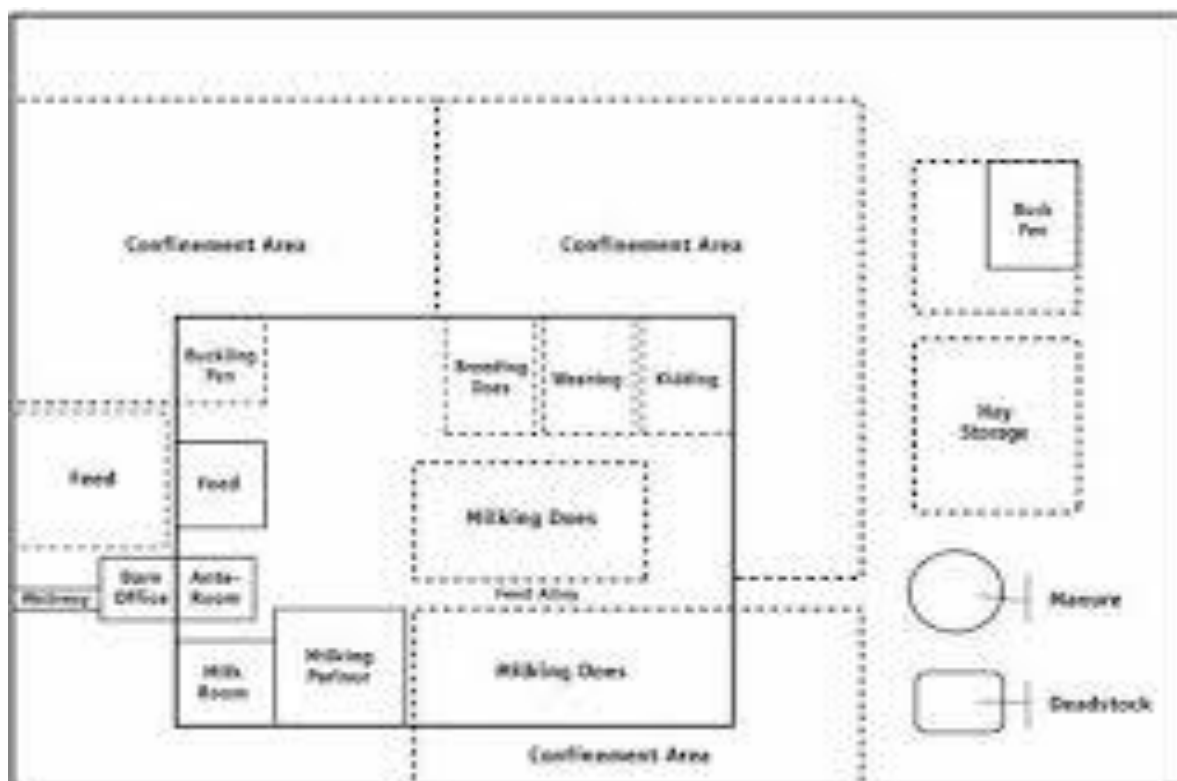 Confinement Area
Confinement Area
Buck
Pen
Buckling
Pen
Breeding
Does
Weaning
Kidding
Hay
Storage
Feed
Feed
Milking Does
Barn
Office
Ante-
Room
Feed Alley
Manure
Milk
Room
Milking
Parlour
Milking Does
Deadstock
Confinement Area